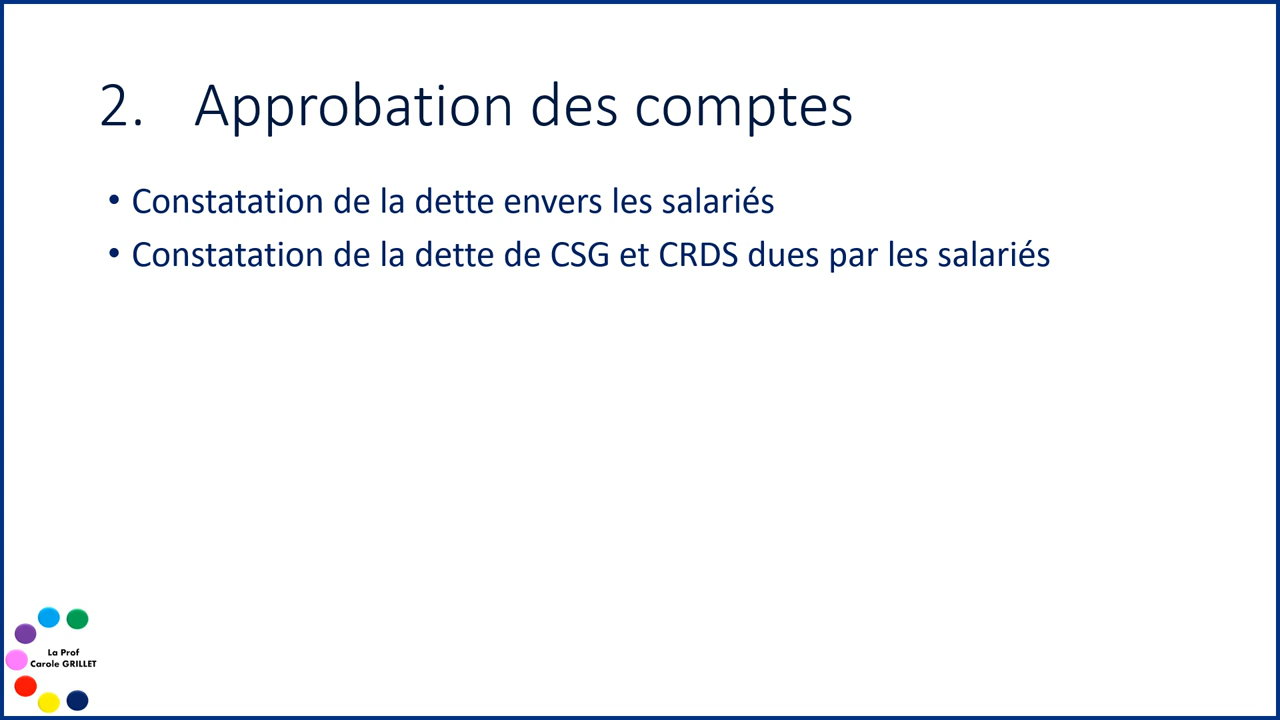 2. Approbation des comptes
• Constatation de la dette envers les salariés
• Constatation de la dette de CSG et CRDS dues par les salariés
La Prof
Carole GRILLET